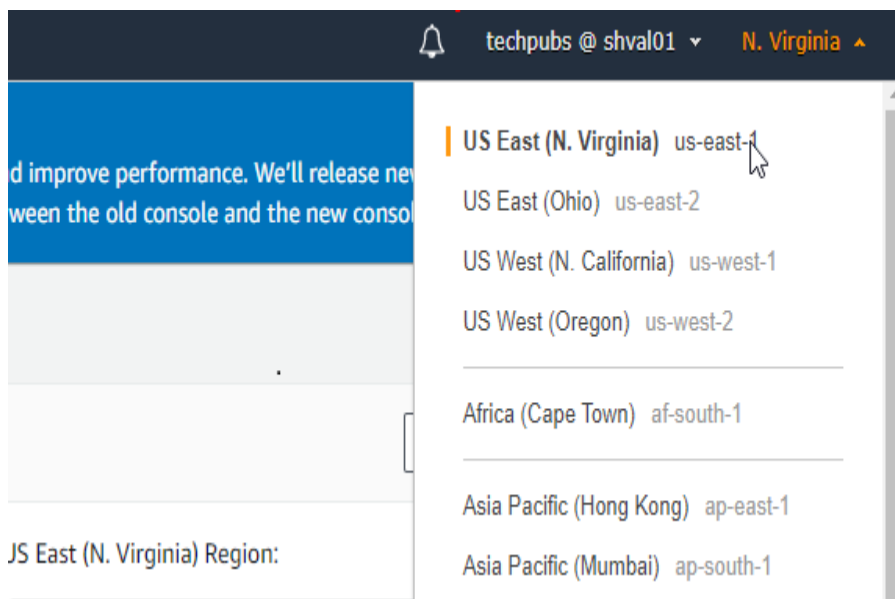 techpubs @ shval01 N. Virginia
d improve performance. We'll release nev
ween the old console and the new consol
US East (N. Virginia) Region:
US East (N. Virginia) us-east-1
US East (Ohio) us-east-2
US West (N. California) us-west-1
US West (Oregon) us-west-2
Africa (Cape Town) af-south-1
Asia Pacific (Hong Kong) ap-east-1
Asia Pacific (Mumbai) ap-south-1